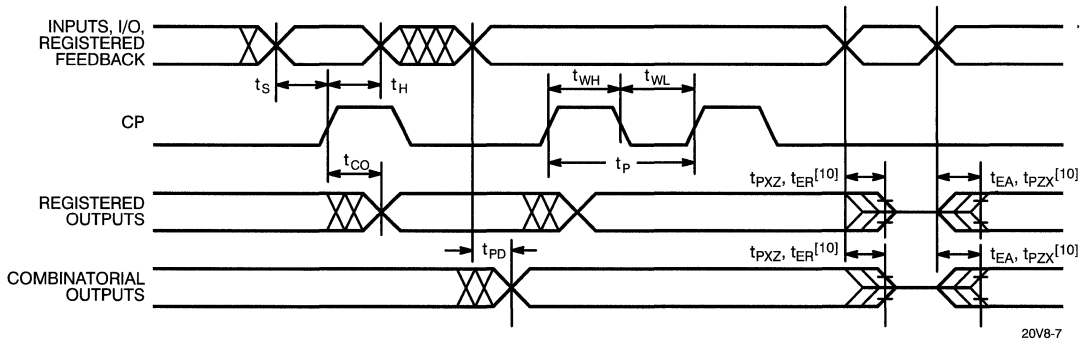 INPUTS, I/O,
REGISTERED
FEEDBACK
tS
tH
tWH
tWL
CP
tCO
tP
tPXZ, tER[10]
tEA, tPZX[10]
REGISTERED
OUTPUTS
tPD
tPXZ, tER[10]
tEA, tPZX[10]
COMBINATORIAL
OUTPUTS
20V8-7